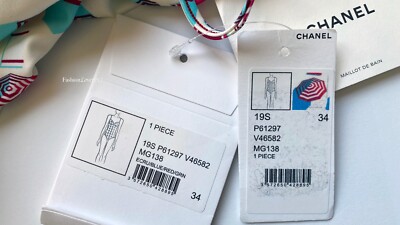 CHANEL
MAILLOT DE BAIN
CHANEL
19S 34
P61297
V46582
MG138
1 PIECE
1 PIECE
19S P61297 V46582
MG138
ECRU/BLUE/RED/GRN
34